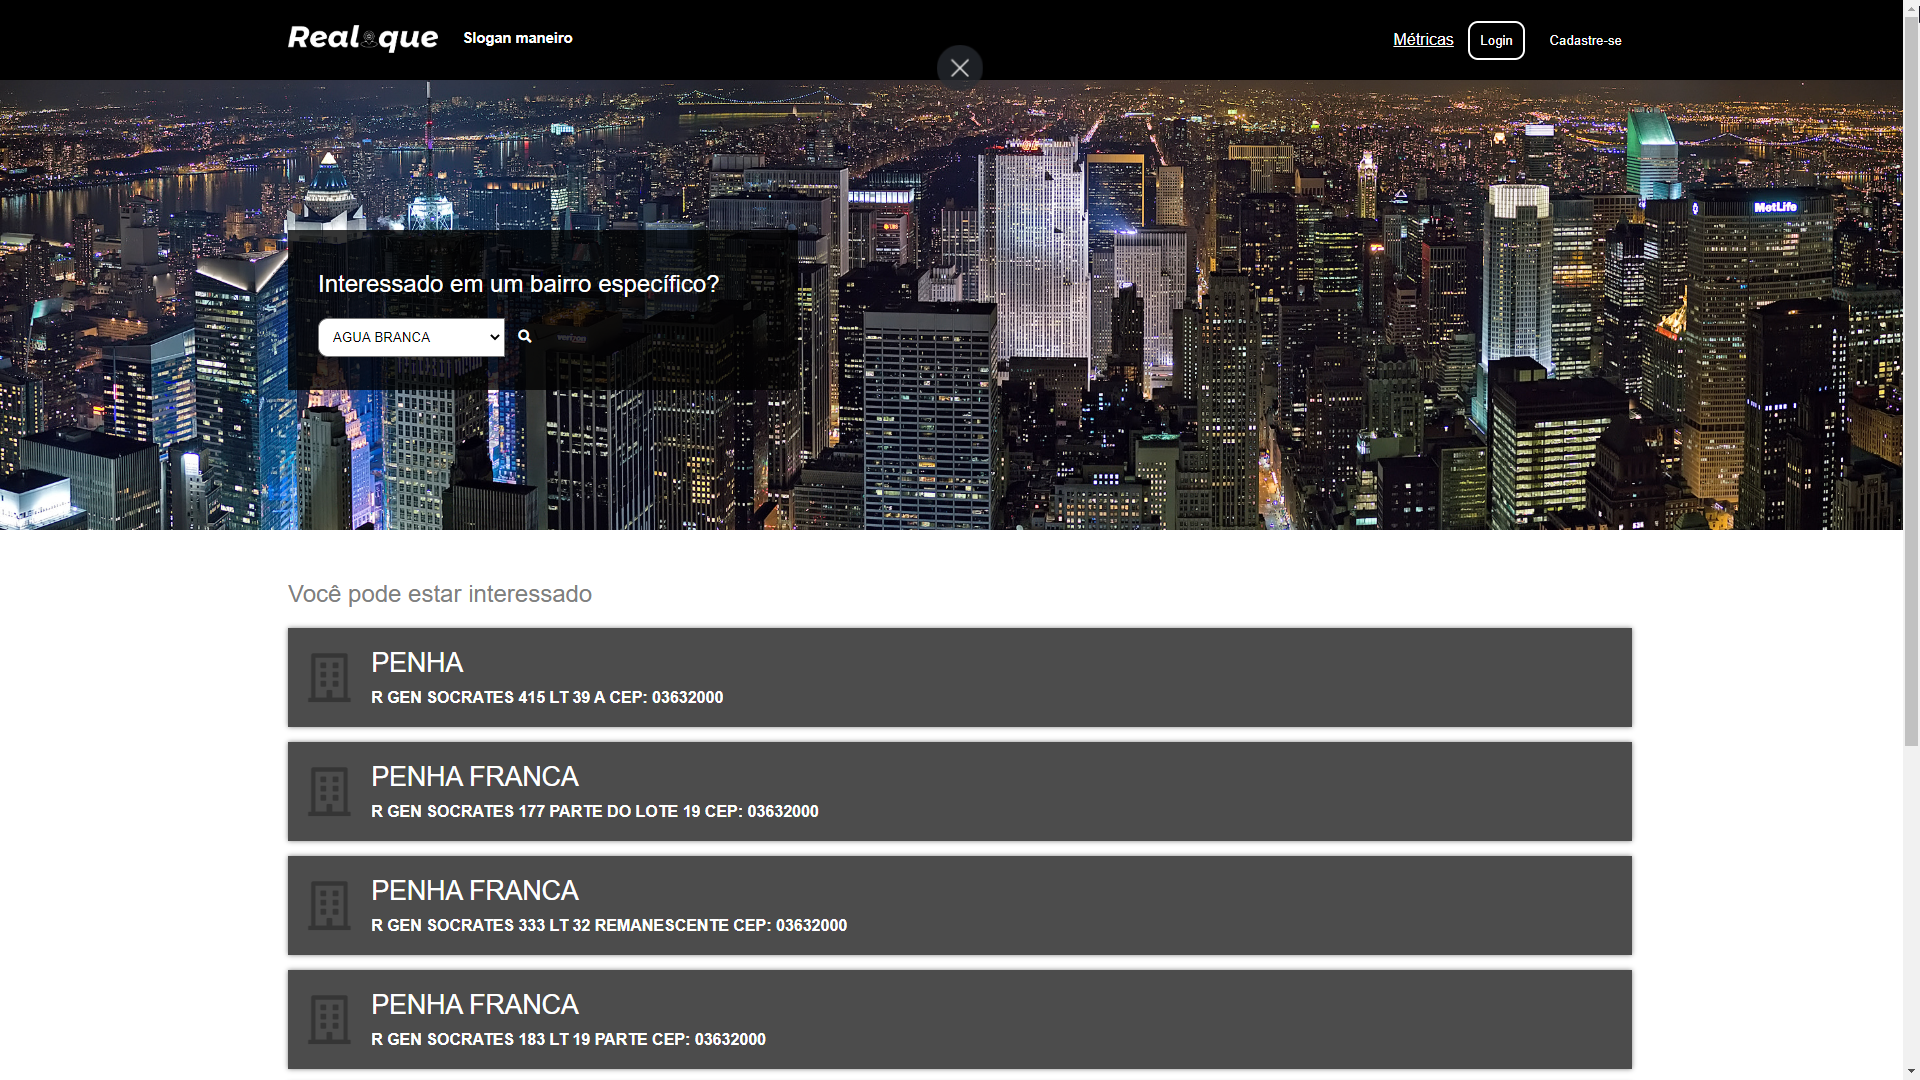 Realoque
Slogan maneiro
Métricas
Login
Cadastre-se
MetLife
Interessado em um bairro específico?
AGUA BRANCA
Você pode estar interessado
PENHA
R GEN SOCRATES 415 LT 39 A CEP: 03632000
PENHA FRANCA
R GEN SOCRATES 177 PARTE DO LOTE 19 CEP: 03632000
PENHA FRANCA
R GEN SOCRATES 333 LT 32 REMANESCENTE CEP: 03632000
PENHA FRANCA
R GEN SOCRATES 183 LT 19 PARTE CEP: 03632000